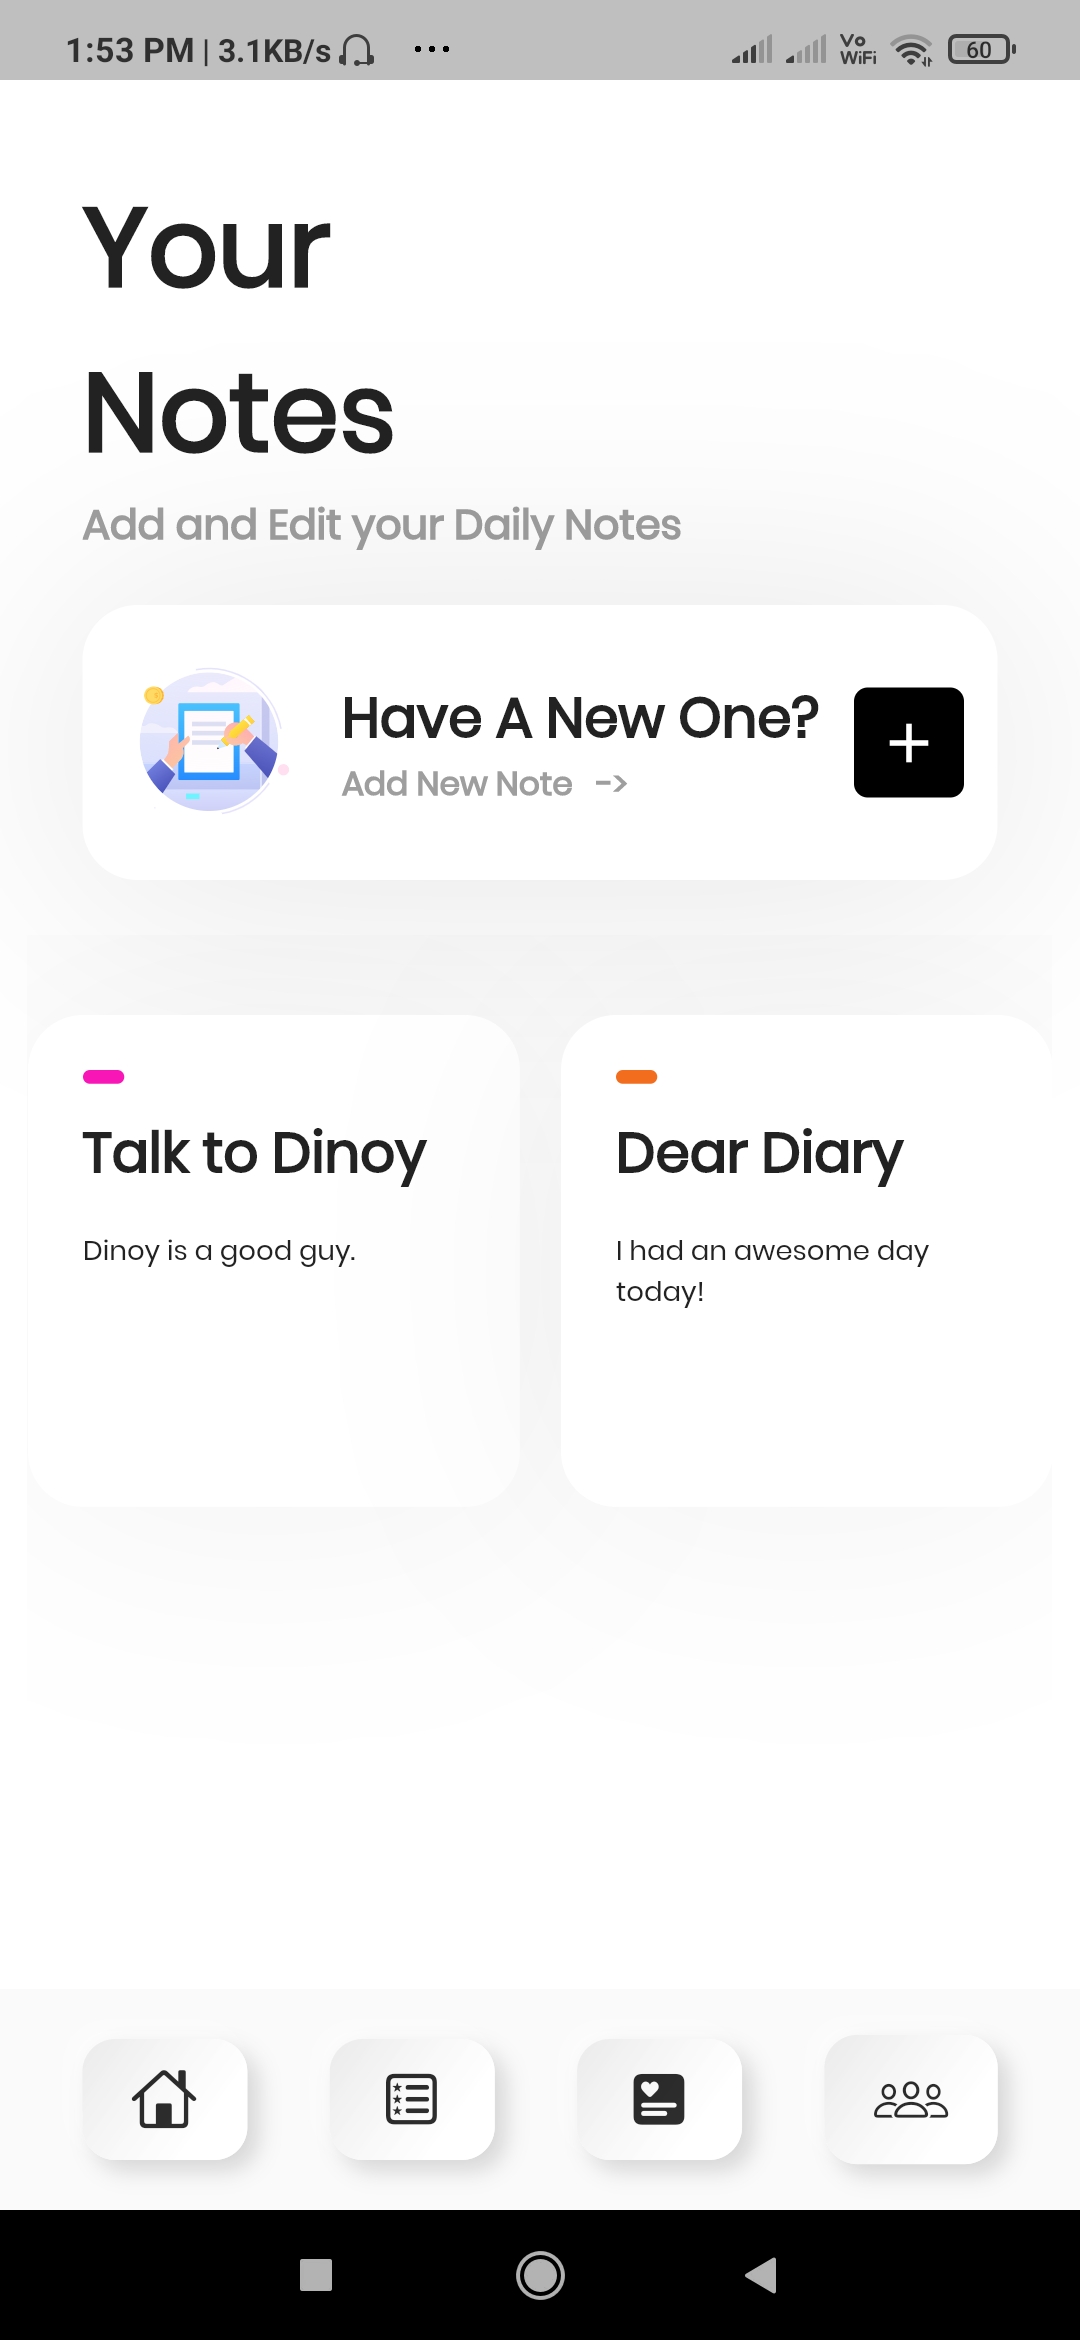 1:53 PM | 3.1KB/s ... Vo WiFi 60
Your
Notes
Add and Edit your Daily Notes
Have A New One?
Add New Note ->
Talk to Dinoy
Dinoy is a good guy.
Dear Diary
I had an awesome day
today!